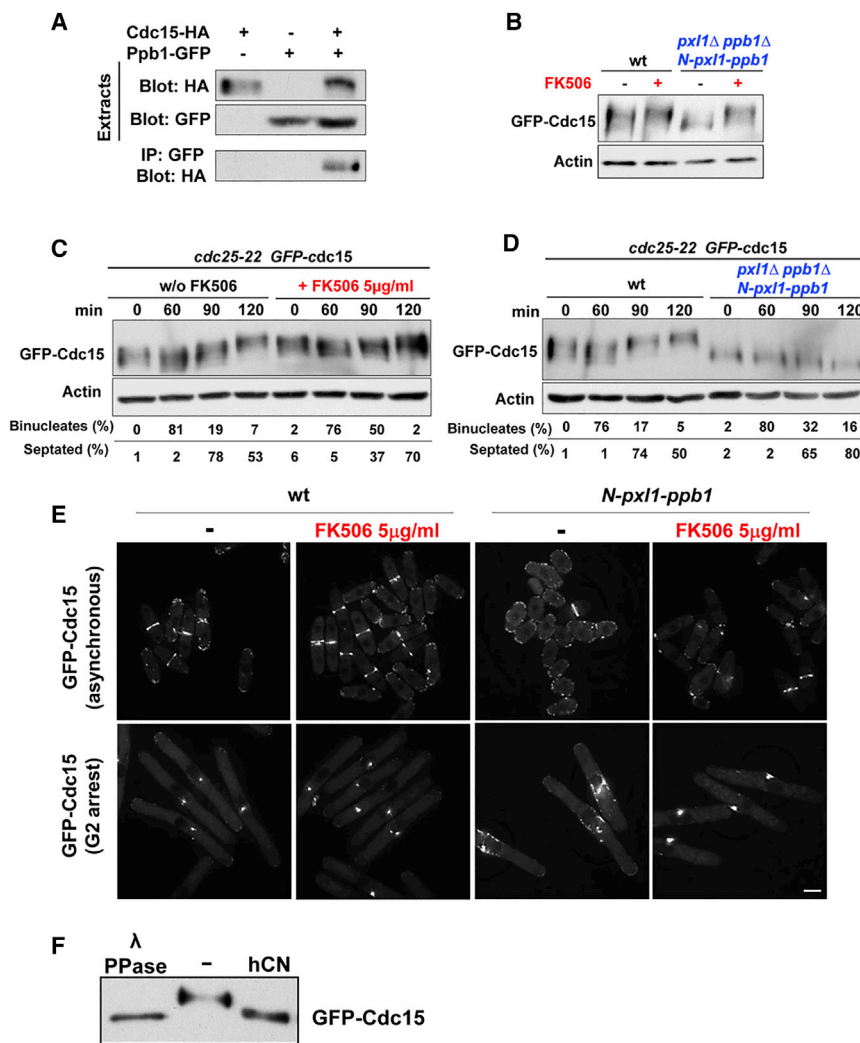 A
Cdc15-HA + - +
Ppb1-GFP - + +
Extracts
Blot: HA
Blot: GFP
IP: GFP
Blot: HA
B
pxl1Δ ppb1Δ
wt N-pxl1-ppb1
FK506 - + - +
GFP-Cdc15
Actin
C
cdc25-22 GFP-cdc15
w/o FK506 + FK506 5µg/ml
min 0 60 90 120 0 60 90 120
GFP-Cdc15
Actin
Binucleates (%) 0 81 19 7 2 76 50 2
Septated (%) 1 2 78 53 6 5 37 70
D
cdc25-22 GFP-cdc15
pxl1Δ ppb1Δ
wt N-pxl1-ppb1
min 0 60 90 120 0 60 90 120
GFP-Cdc15
Actin
Binucleates (%) 0 76 17 5 2 80 32 16
Septated (%) 1 1 74 50 2 2 65 80
E
wt N-pxl1-ppb1
- FK506 5µg/ml - FK506 5µg/ml
GFP-Cdc15
(asynchronous)
GFP-Cdc15
(G2 arrest)
F
λ
PPase - hCN
GFP-Cdc15